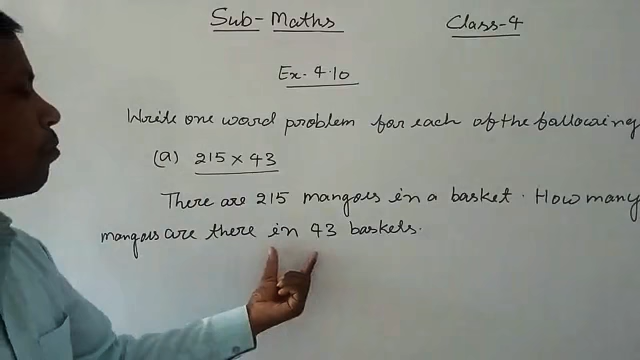 Sub- Maths
Class-4
Ex- 4.10
Write one word problem for each of the following
(a) 215 × 43
There are 215 mangoes in a basket. How many
mangoes are there in 43 baskets.